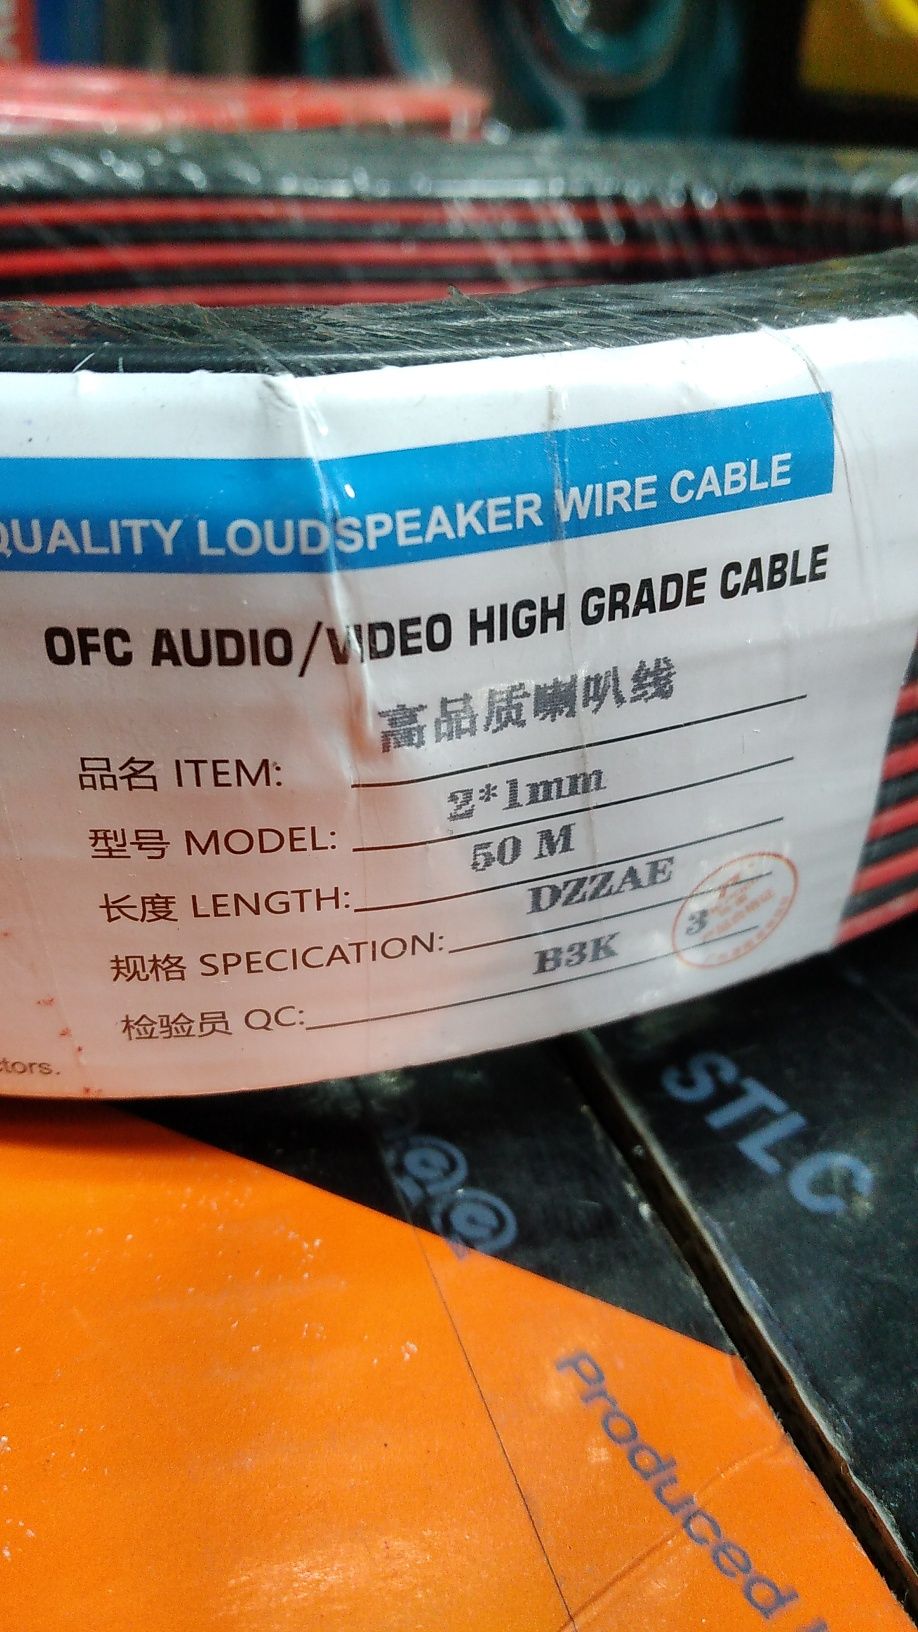 QUALITY LOUDSPEAKER WIRE CABLE
OFC AUDIO/VIDEO HIGH GRADE CABLE
品名 ITEM: 高品质喇叭线
型号 MODEL: 2*1mm
长度 LENGTH: 50 M
规格 SPECICATION: DZZAE
检验员 QC: B3K
3
ctors.
STLC
Produced